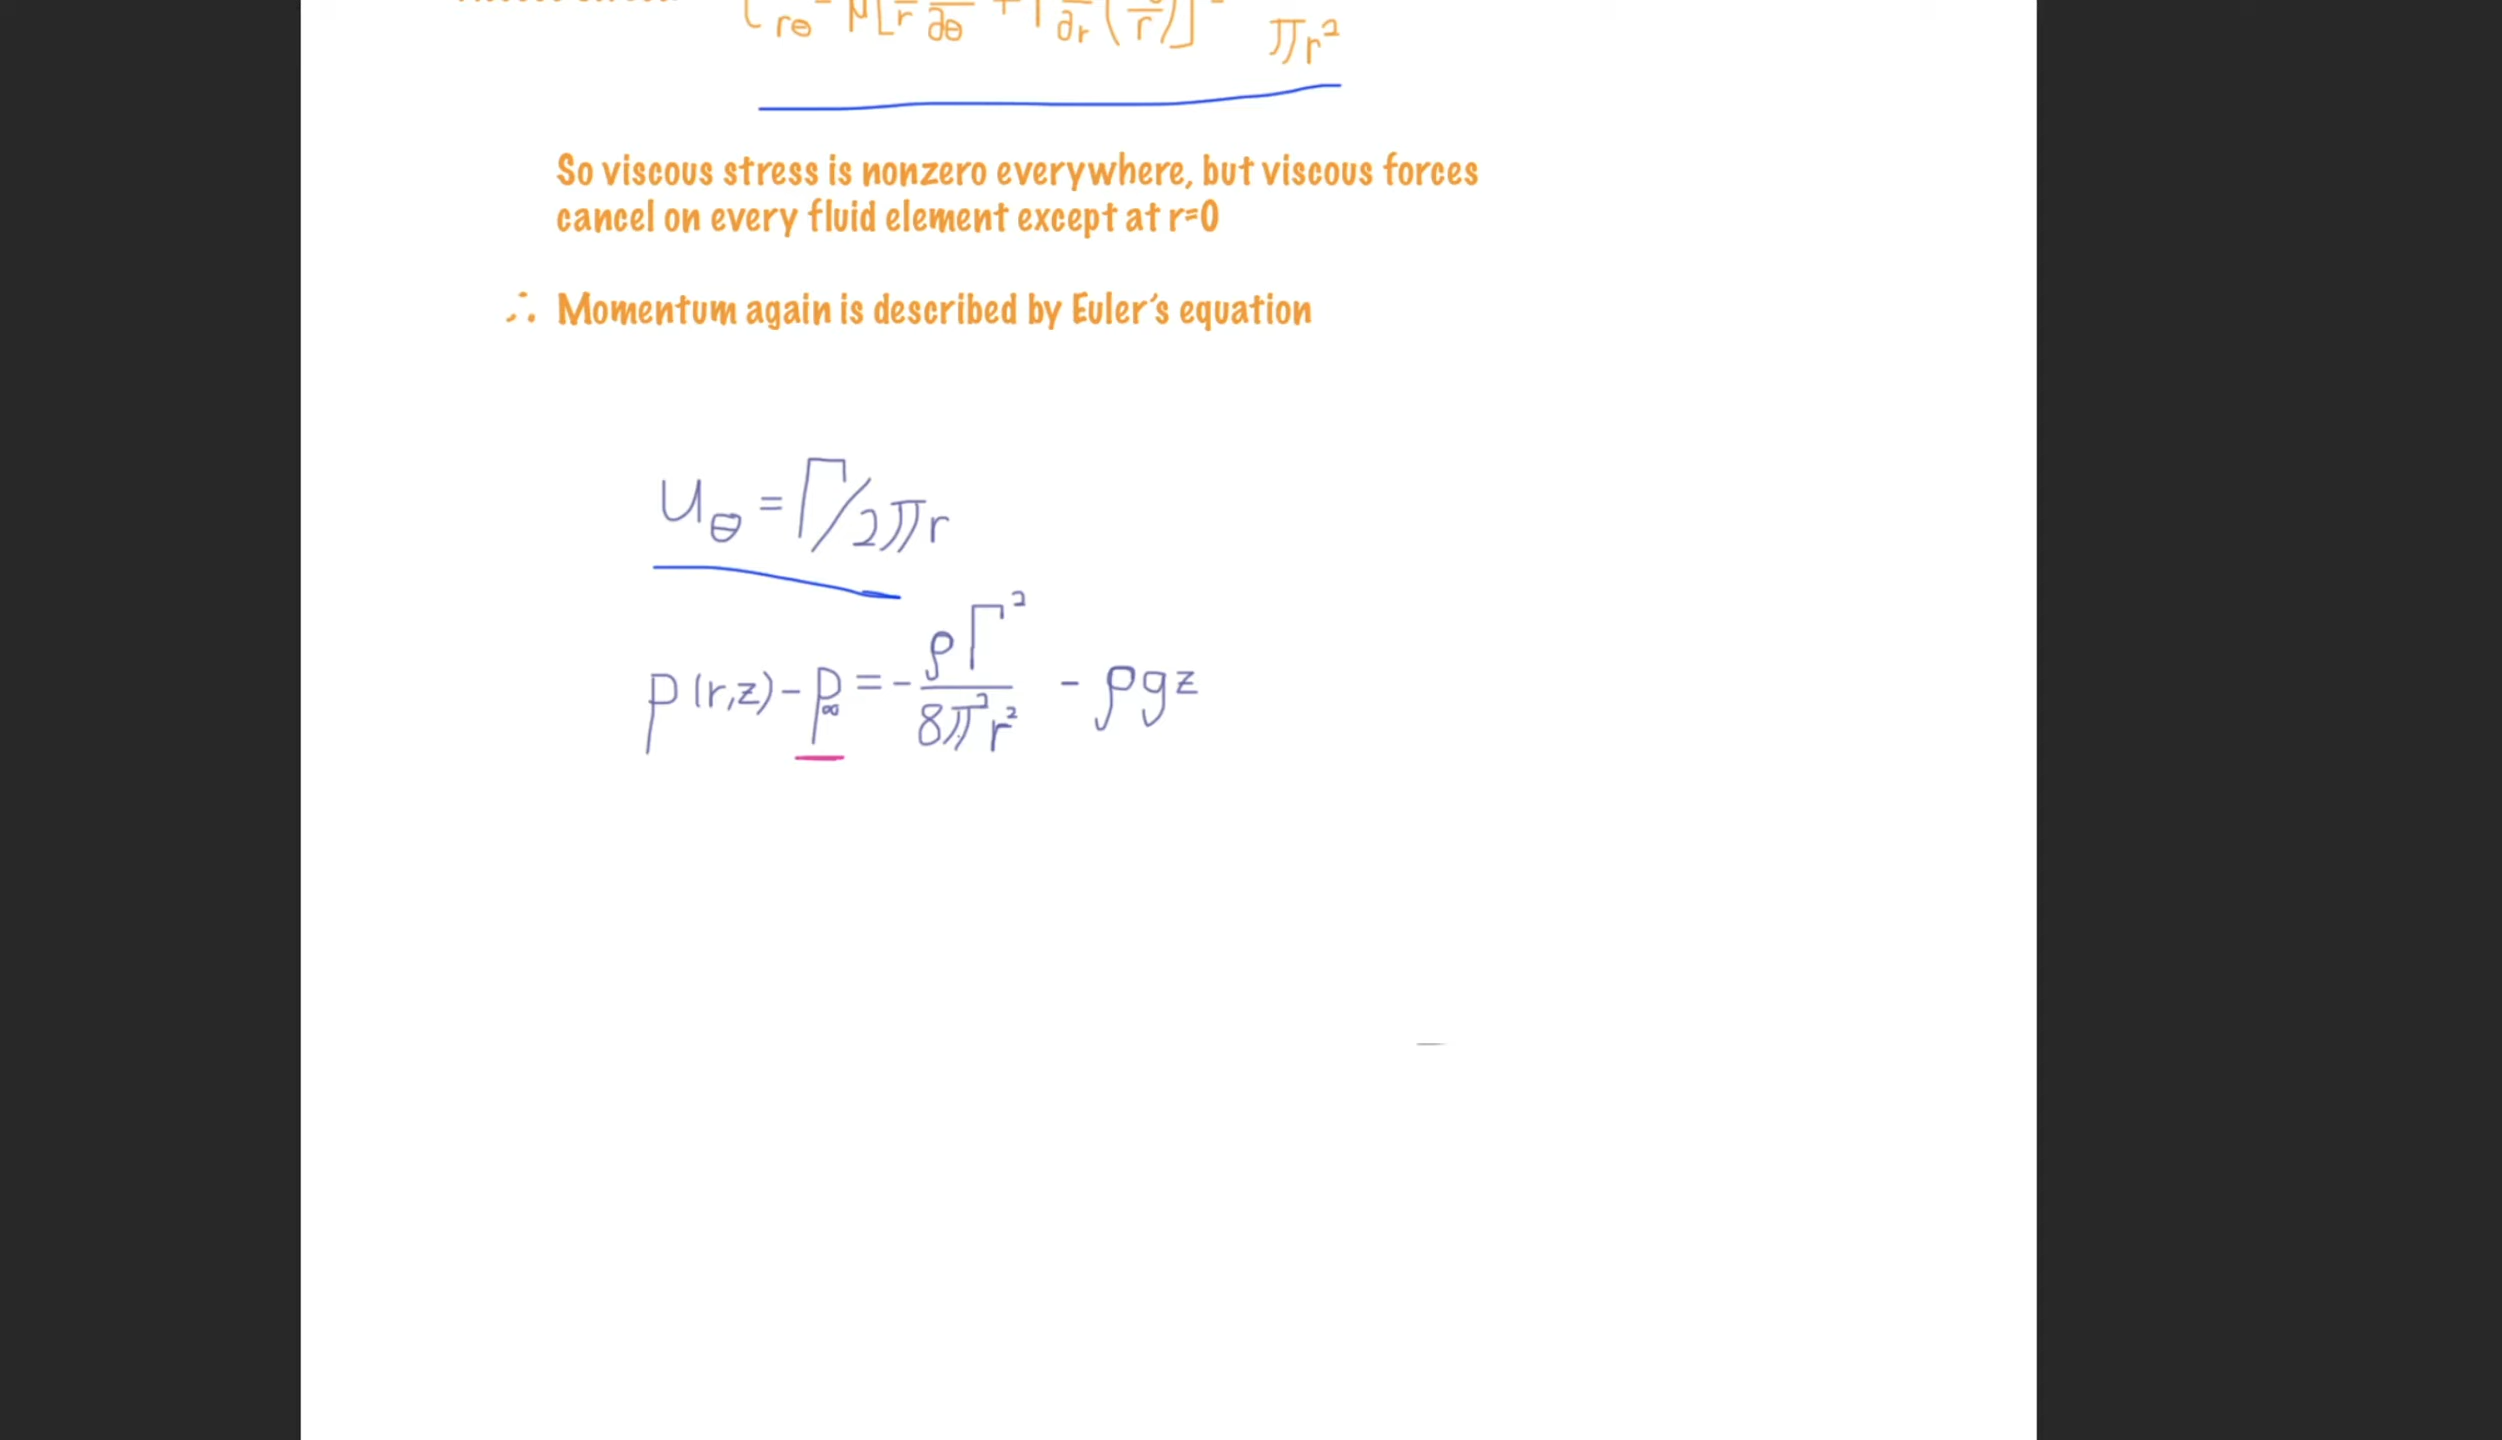 πr²
So viscous stress is nonzero everywhere, but viscous forces
cancel on every fluid element except at r=0
∴ Momentum again is described by Euler's equation
u_θ = Γ/2πr
p(r,z) - p_∞ = - ρΓ²/8π²r² - ρgz